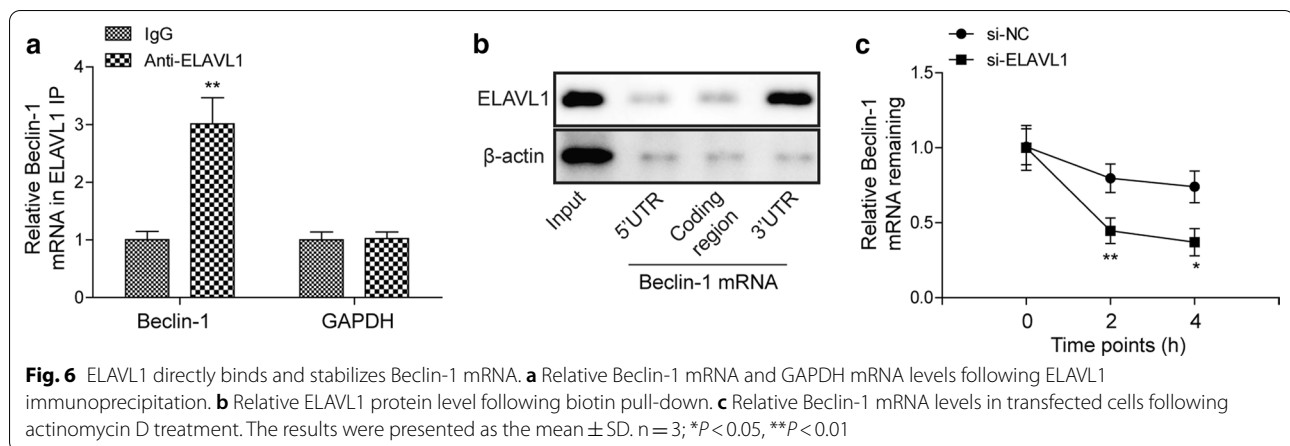 a
IgG
Anti-ELAVL1
Relative Beclin-1
mRNA in ELAVL1 IP
4
3
2
1
0
**
Beclin-1
GAPDH
b
ELAVL1
β-actin
Input
5'UTR
Coding
region
3'UTR
Beclin-1 mRNA
c
si-NC
si-ELAVL1
Relative Beclin-1
mRNA remaining
1.5
1.0
0.5
0.0
**
*
0
2
4
Time points (h)
Fig. 6 ELAVL1 directly binds and stabilizes Beclin-1 mRNA. a Relative Beclin-1 mRNA and GAPDH mRNA levels following ELAVL1
immunoprecipitation. b Relative ELAVL1 protein level following biotin pull-down. c Relative Beclin-1 mRNA levels in transfected cells following
actinomycin D treatment. The results were presented as the mean ± SD. n = 3; *P < 0.05, **P < 0.01